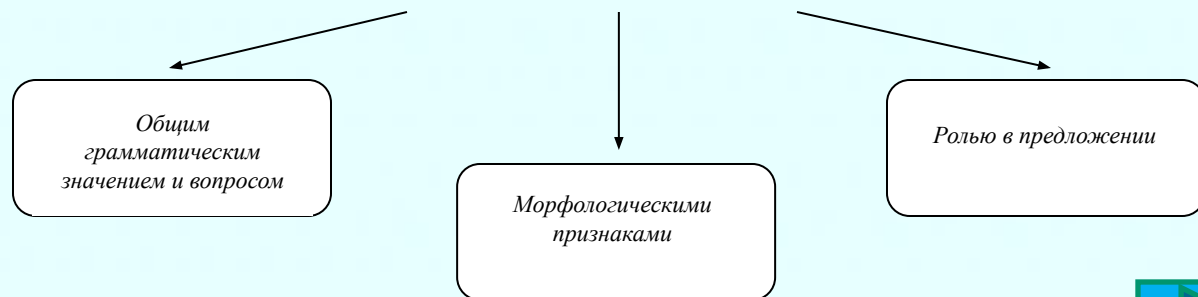 Общим
грамматическим
значением и вопросом
Морфологическими
признаками
Ролью в предложении